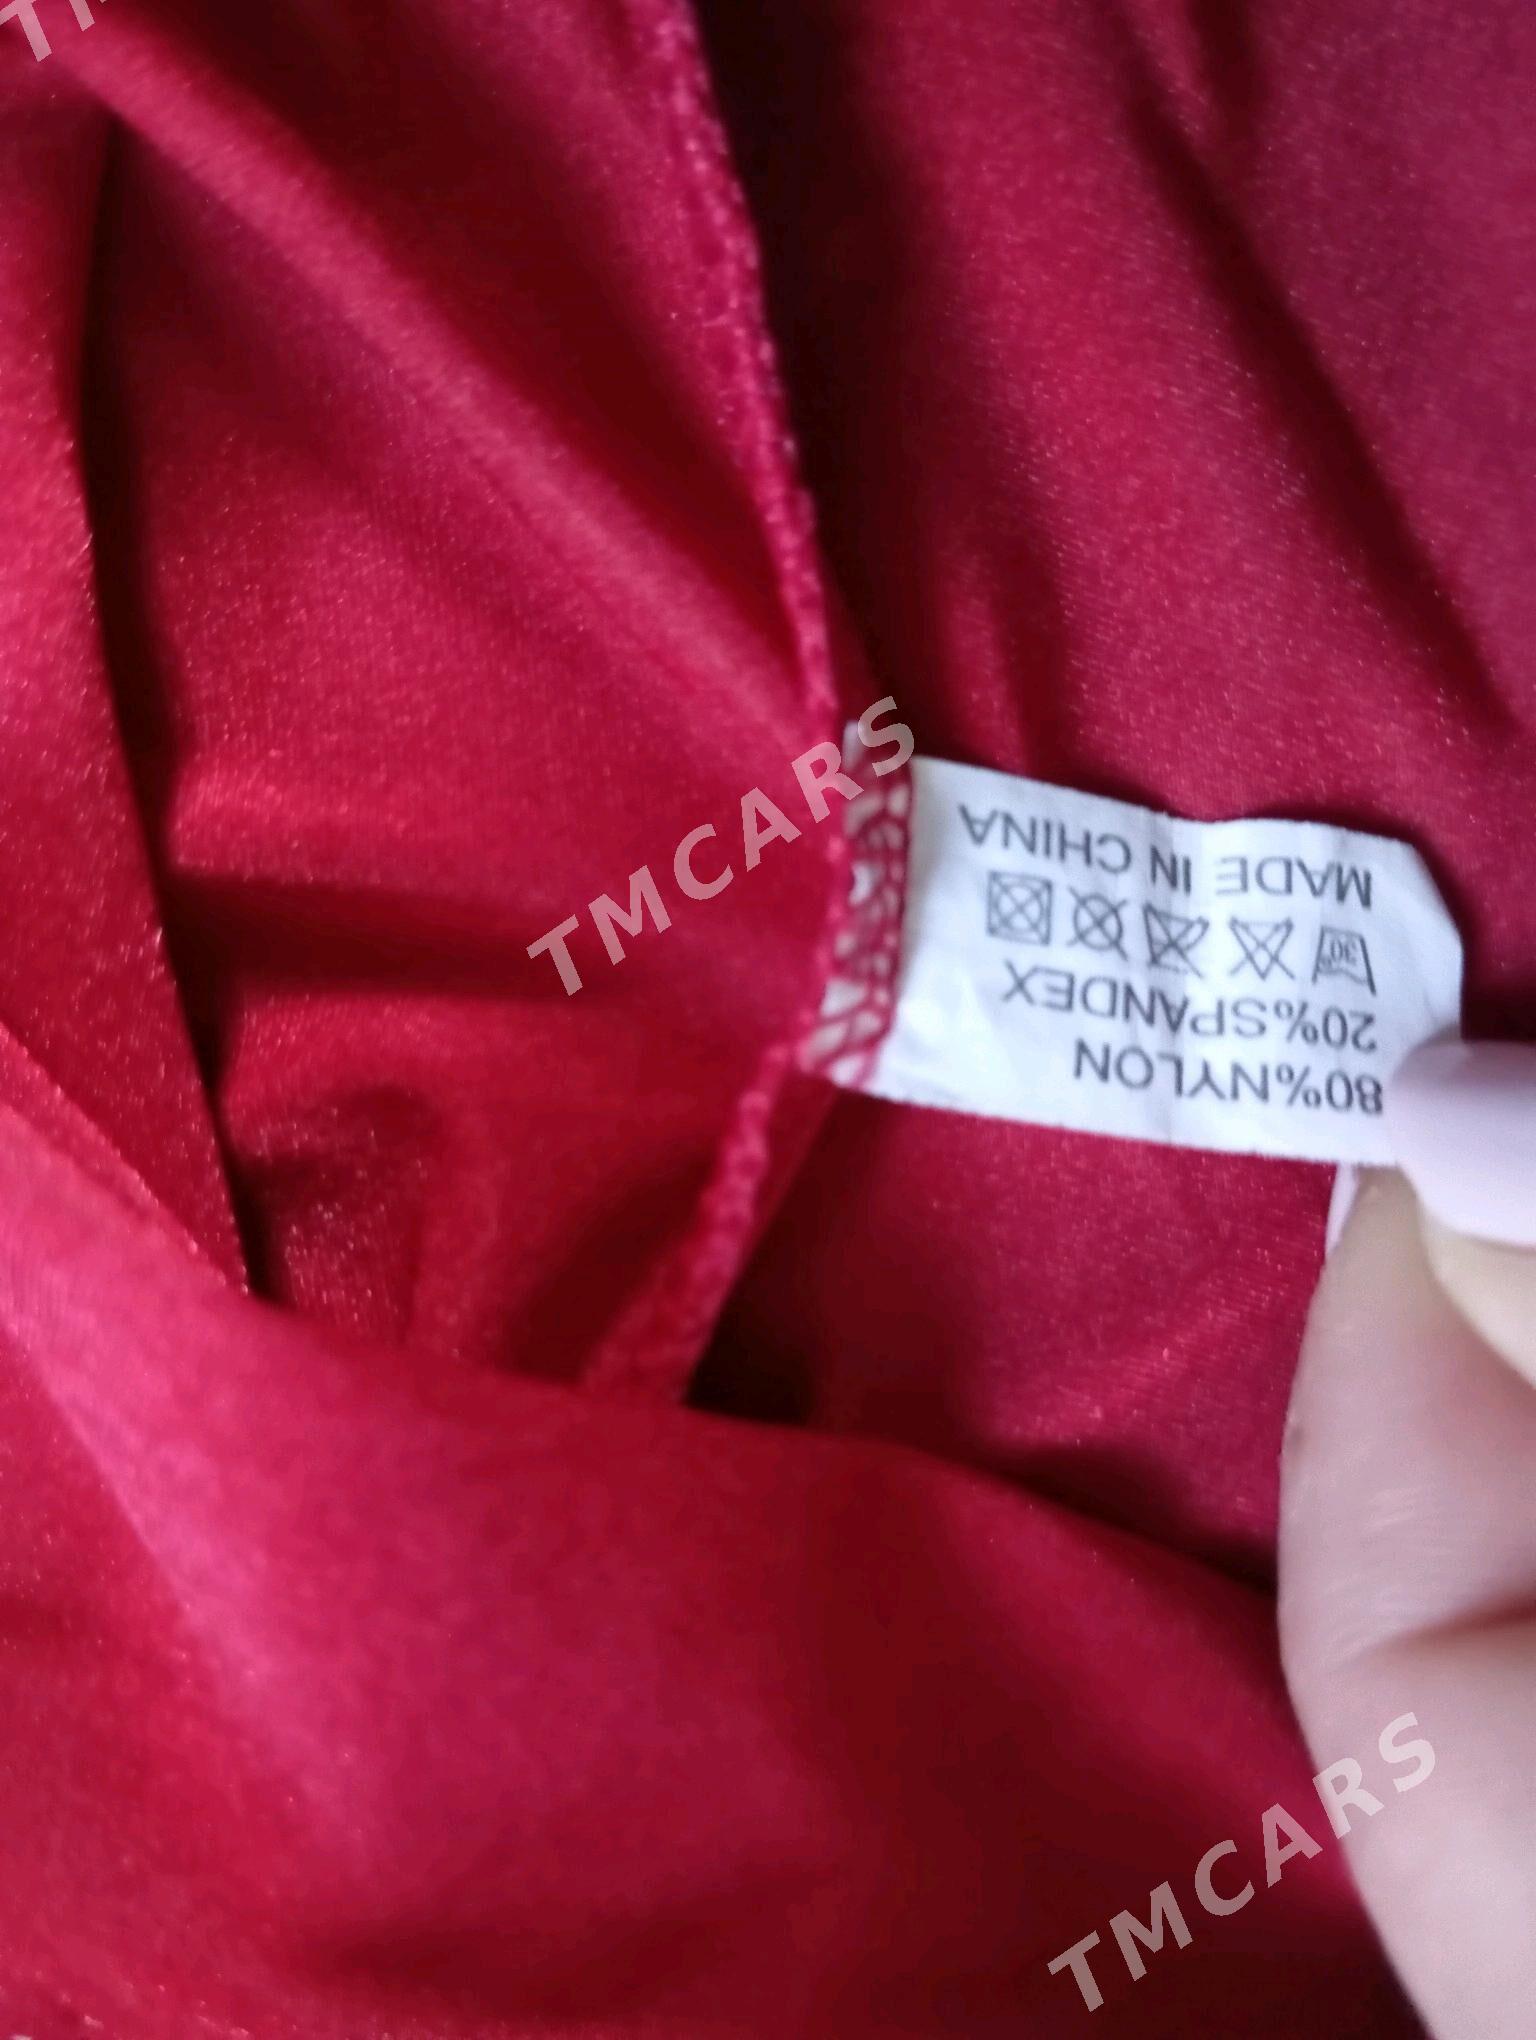 80%NYLON
20%SPANDEX
30°
MADE IN CHINA
TMCARS
TMCARS